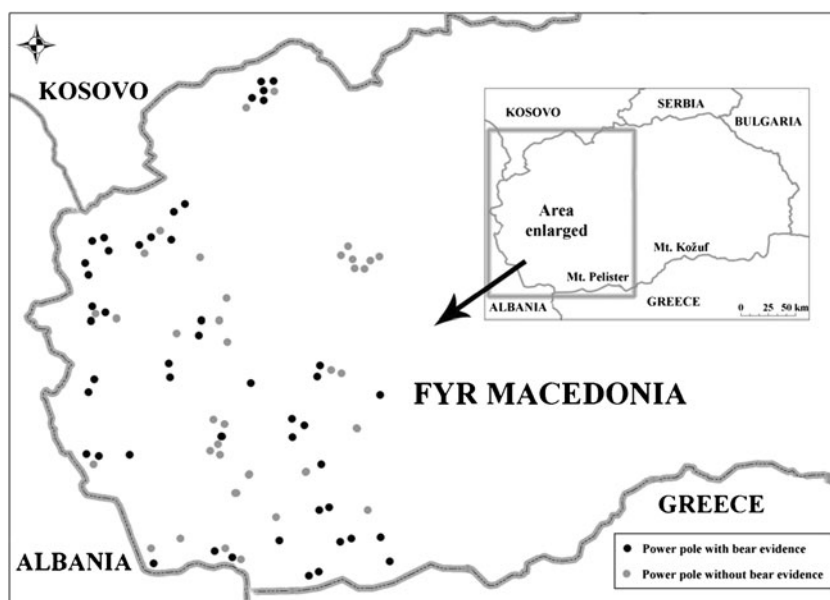 KOSOVO
KOSOVO
SERBIA
BULGARIA
Area
enlarged
Mt. Kožuf
Mt. Pelister
ALBANIA
GREECE
0 25 50 km
FYR MACEDONIA
GREECE
ALBANIA
Power pole with bear evidence
Power pole without bear evidence